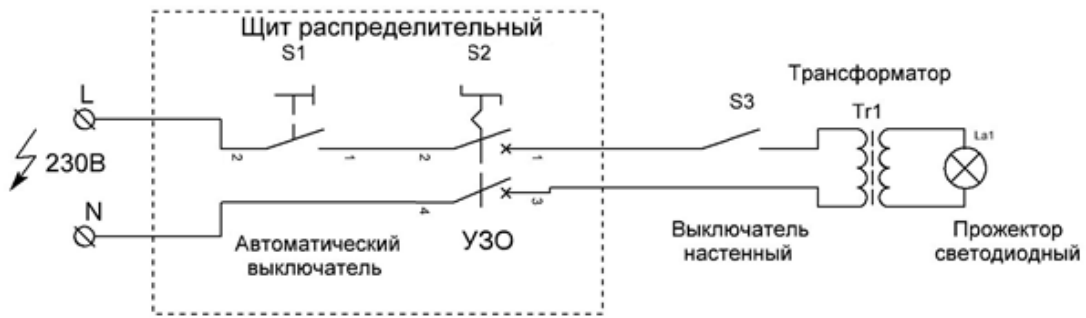 Щит распределительный
S1
S2
Трансформатор
L
S3
Tr1
La1
2
1
2
1
230В
N
4
3
Автоматический
выключатель
УЗО
Выключатель
настенный
Прожектор
светодиодный